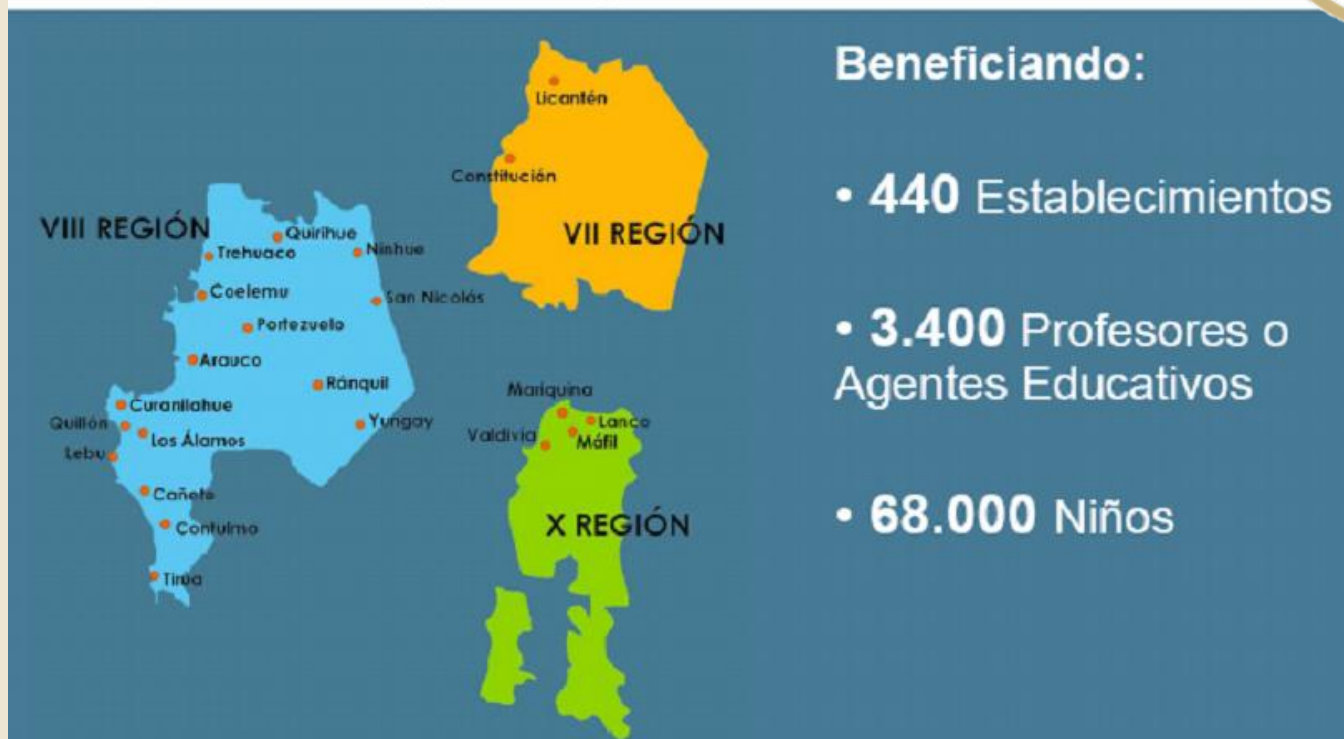 Licantén
Constitución
VII REGIÓN
VIII REGIÓN
Quirihue
Ninhue
Trehuaco
Coelemu
San Nicolás
Portezuelo
Arauco
Ránquil
Curanilahue
Quillón
Yungay
Los Álamos
Lebu
Cañete
Contulmo
Tirúa
Mariquina
Lanco
Valdivia
Máfil
X REGIÓN
Beneficiando:
• 440 Establecimientos
• 3.400 Profesores o
Agentes Educativos
• 68.000 Niños